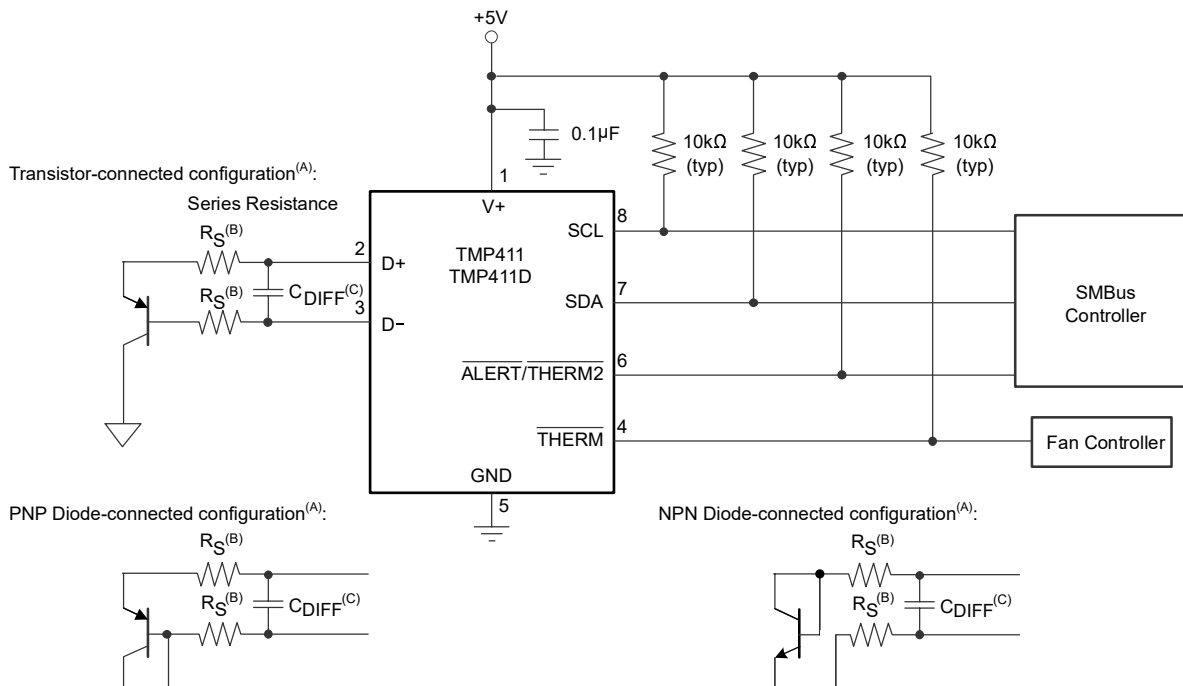 +5V
0.1µF
10kΩ
(typ)
10kΩ
(typ)
10kΩ
(typ)
10kΩ
(typ)
Transistor-connected configuration(A):
Series Resistance
RS(B)
RS(B)
CDIFF(C)
1
V+
2
D+
3
D−
TMP411
TMP411D
8
SCL
7
SDA
6
ALERT/THERM2
4
THERM
GND
5
SMBus
Controller
Fan Controller
PNP Diode-connected configuration(A):
RS(B)
RS(B)
CDIFF(C)
NPN Diode-connected configuration(A):
RS(B)
RS(B)
CDIFF(C)